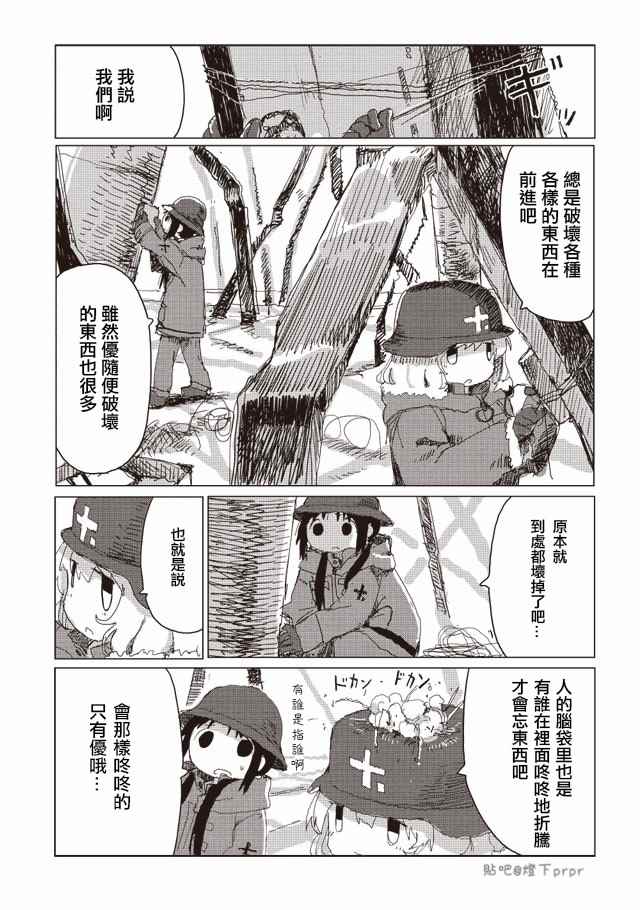 我說
我們啊
總是破壞各種
各樣的東西在
前進吧
雖然優隨便破壞
的東西也很多
原本就
到處都壞掉了吧…
也就是說
人的腦袋里也是
有誰在裡面咚咚地折騰
才會忘東西吧
ドカン・ドカン・
有誰是指誰啊
會那樣咚咚的
只有優哦…
貼吧@燈下prpr